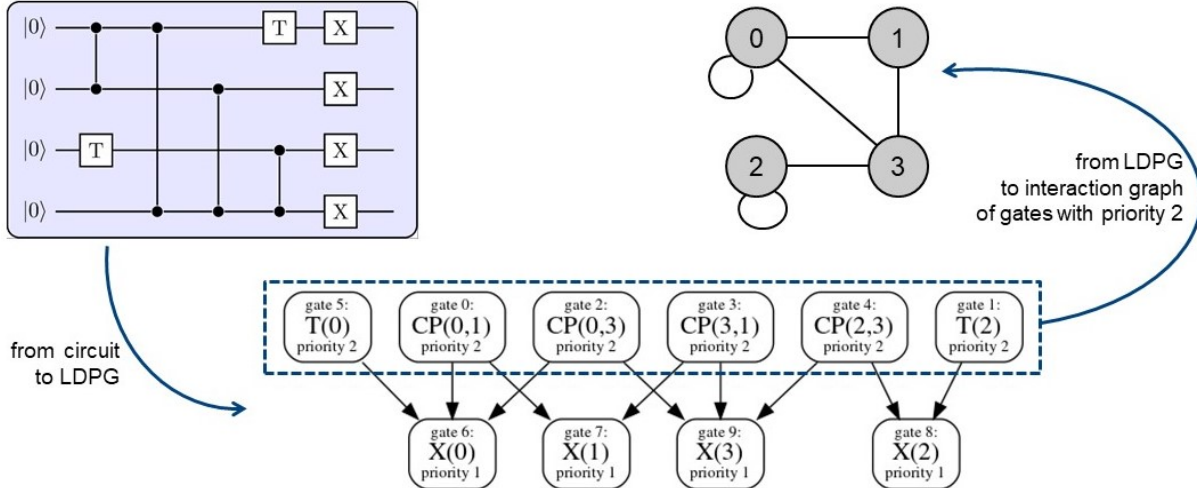 |0⟩ T X
|0⟩ X
|0⟩ T X
|0⟩ X
0 1
2 3
from LDPG
to interaction graph
of gates with priority 2
from circuit
to LDPG
gate 5:
T(0)
priority 2
gate 0:
CP(0,1)
priority 2
gate 2:
CP(0,3)
priority 2
gate 3:
CP(3,1)
priority 2
gate 4:
CP(2,3)
priority 2
gate 1:
T(2)
priority 2
gate 6:
X(0)
priority 1
gate 7:
X(1)
priority 1
gate 9:
X(3)
priority 1
gate 8:
X(2)
priority 1